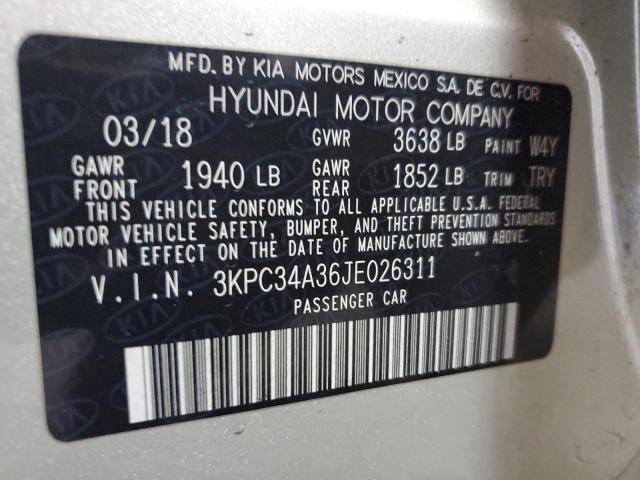 MFD. BY KIA MOTORS MEXICO S.A. DE C.V. FOR
HYUNDAI MOTOR COMPANY
03/18 GVWR 3638 LB PAINT W4Y
GAWR FRONT 1940 LB GAWR REAR 1852 LB TRIM TRY
THIS VEHICLE CONFORMS TO ALL APPLICABLE U.S.A. FEDERAL
MOTOR VEHICLE SAFETY, BUMPER, AND THEFT PREVENTION STANDARDS
IN EFFECT ON THE DATE OF MANUFACTURE SHOWN ABOVE.
V.I.N. 3KPC34A36JE026311
PASSENGER CAR